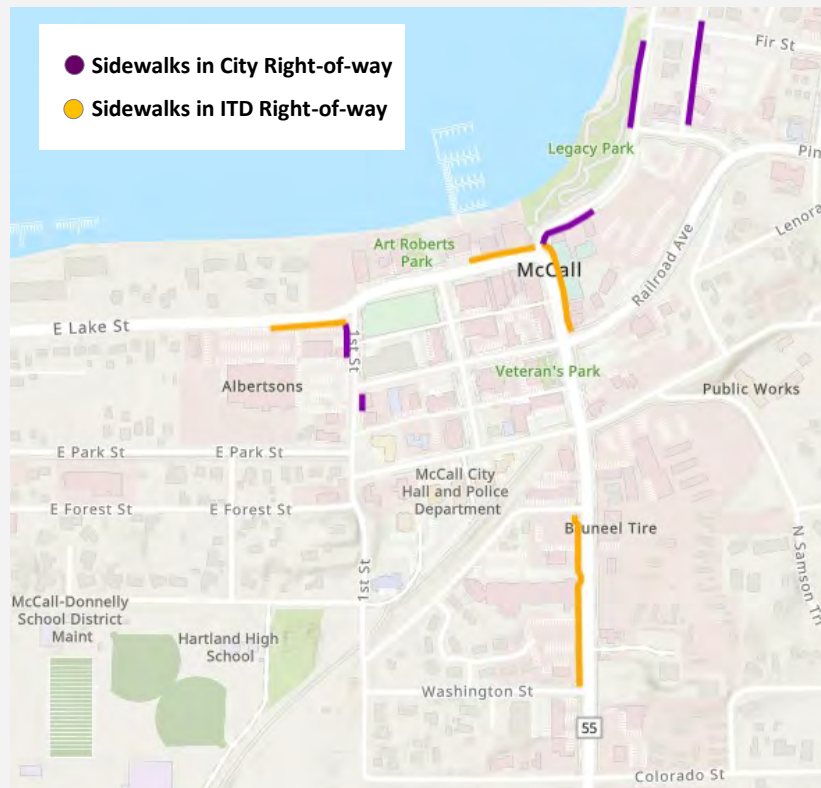 Sidewalks in City Right-of-way
Sidewalks in ITD Right-of-way
Fir St
Legacy Park
Pin
Lenora
Art Roberts
Park
McCall
Railroad Ave
E Lake St
1st St
Albertsons
Veteran's Park
Public Works
E Park St
E Park St
McCall City
Hall and Police
Department
E Forest St
E Forest St
Bruneel Tire
N Samson Trl
1st St
McCall-Donnelly
School District
Maint
Hartland High
School
Washington St
55
Colorado St